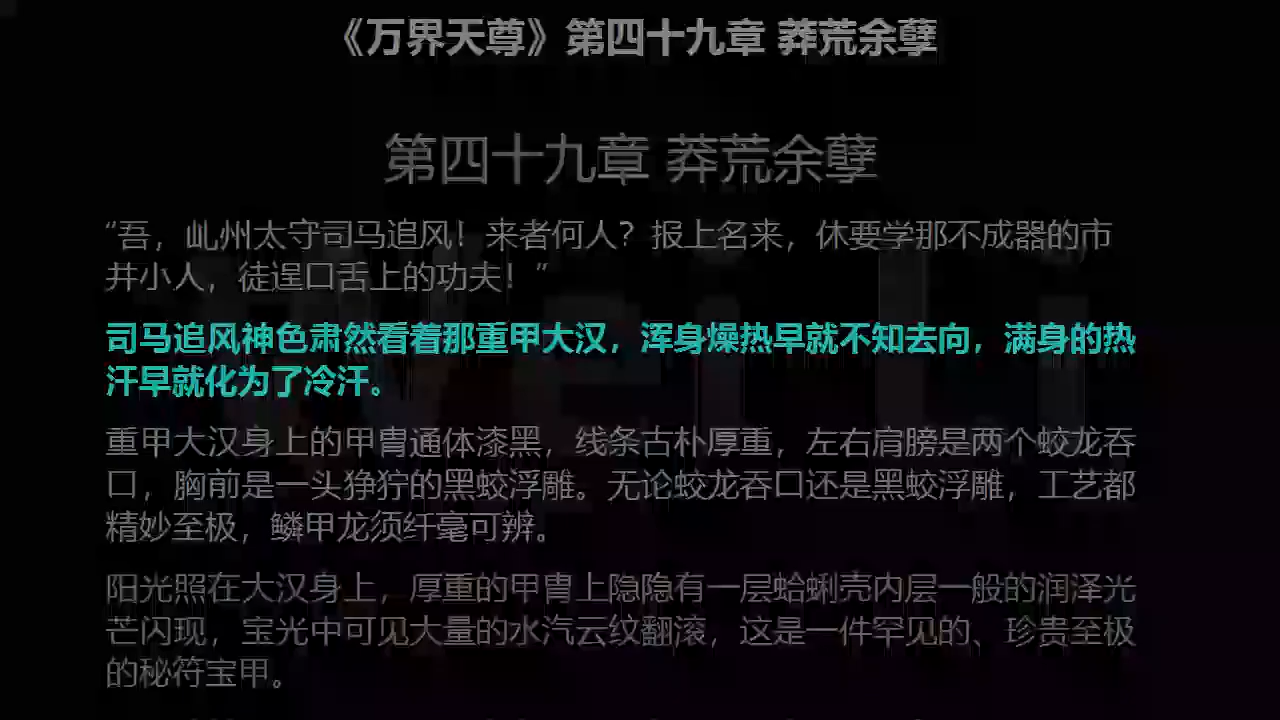 《万界天尊》第四十九章 莽荒余孽
第四十九章 莽荒余孽
“吾，乢州太守司马追风！来者何人？报上名来，休要学那不成器的市
井小人，徒逞口舌上的功夫！”
司马追风神色肃然看着那重甲大汉，浑身燥热早就不知去向，满身的热
汗早就化为了冷汗。
重甲大汉身上的甲胄通体漆黑，线条古朴厚重，左右肩膀是两个蛟龙吞
口，胸前是一头狰狞的黑蛟浮雕。无论蛟龙吞口还是黑蛟浮雕，工艺都
精妙至极，鳞甲龙须纤毫可辨。
阳光照在大汉身上，厚重的甲胄上隐隐有一层蛤蜊壳内层一般的润泽光
芒闪现，宝光中可见大量的水汽云纹翻滚，这是一件罕见的、珍贵至极
的秘符宝甲。